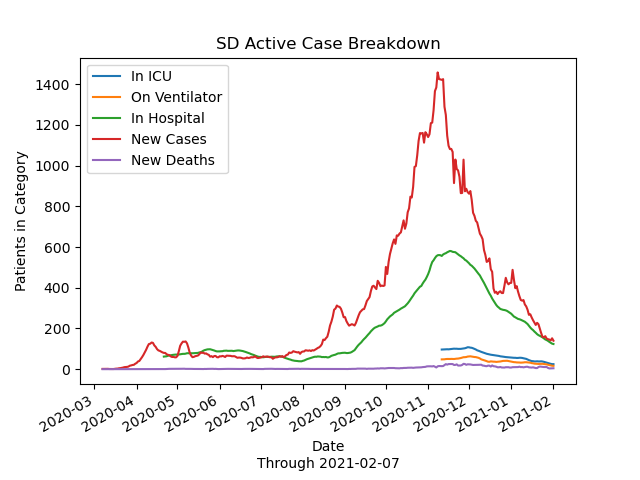 SD Active Case Breakdown
In ICU
On Ventilator
In Hospital
New Cases
New Deaths
Patients in Category
1400
1200
1000
800
600
400
200
0
2020-03
2020-04
2020-05
2020-06
2020-07
2020-08
2020-09
2020-10
2020-11
2020-12
2021-01
2021-02
Date
Through 2021-02-07